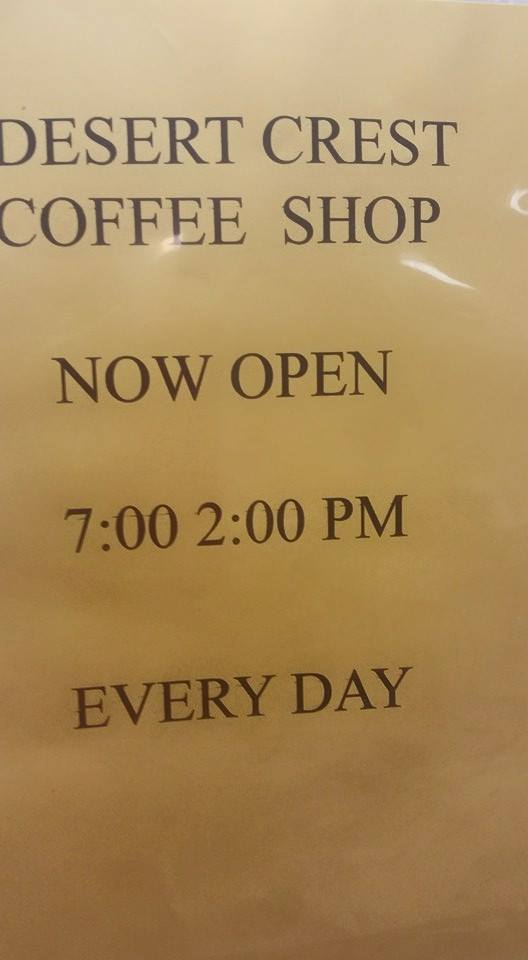 DESERT CREST
COFFEE SHOP
NOW OPEN
7:00 2:00 PM
EVERY DAY